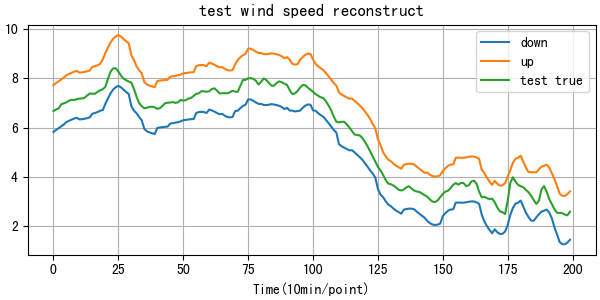 test wind speed reconstruct
10
8
6
4
2
down
up
test true
0 25 50 75 100 125 150 175 200
Time(10min/point)